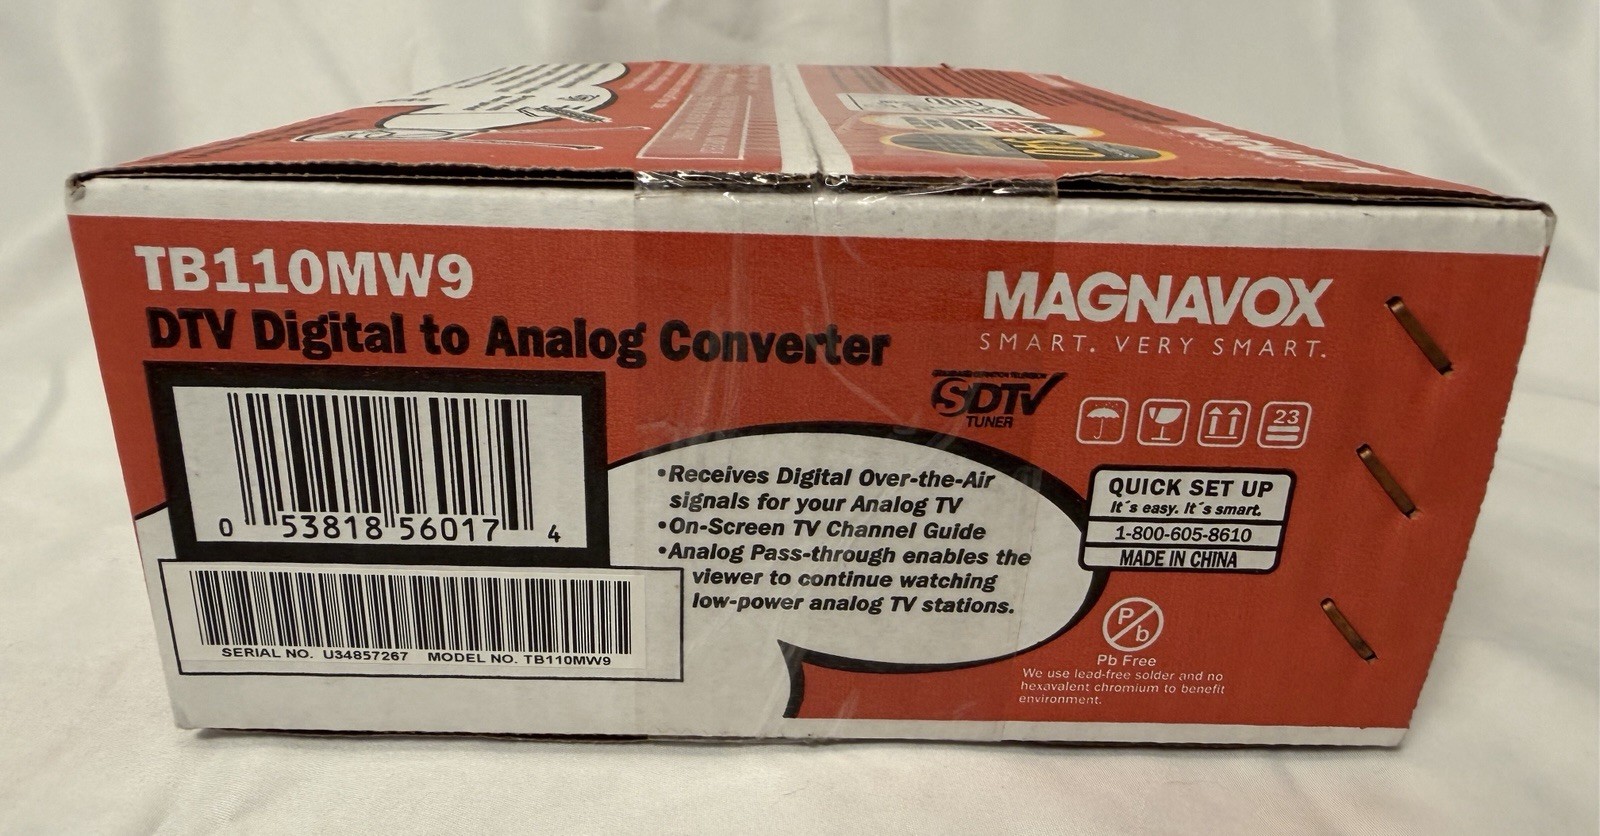 TB110MW9
DTV Digital to Analog Converter
MAGNAVOX
SMART. VERY SMART.
SDTV
TUNER
23
0 53818 56017 4
•Receives Digital Over-the-Air
signals for your Analog TV
•On-Screen TV Channel Guide
•Analog Pass-through enables the
viewer to continue watching
low-power analog TV stations.
QUICK SET UP
It´s easy. It´s smart.
1-800-605-8610
MADE IN CHINA
SERIAL NO. U34857267 MODEL NO. TB110MW9
Pb
Pb Free
We use lead-free solder and no
hexavalent chromium to benefit
environment.